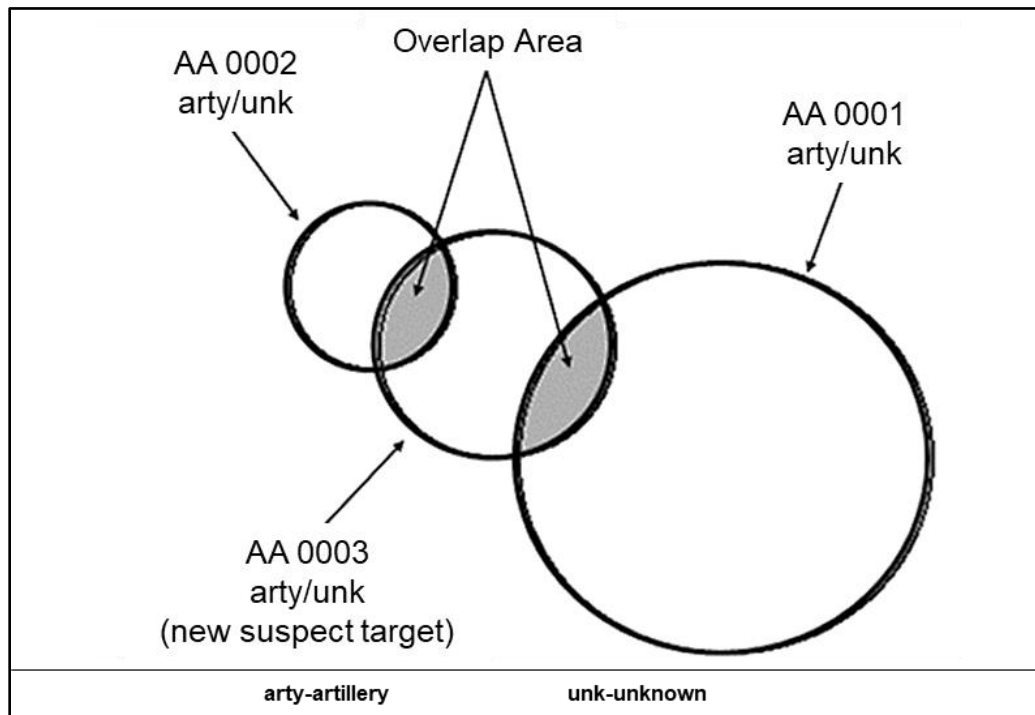 Overlap Area
AA 0002
arty/unk
AA 0001
arty/unk
AA 0003
arty/unk
(new suspect target)
arty-artillery unk-unknown